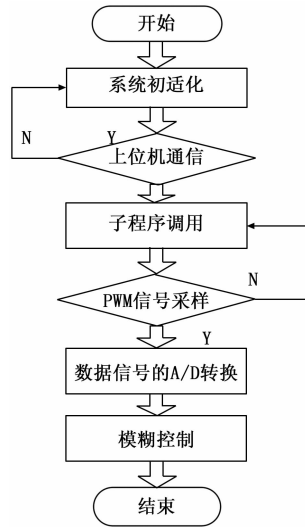 开始
系统初适化
N
Y
上位机通信
子程序调用
N
PWM信号采样
Y
数据信号的A/D转换
模糊控制
结束